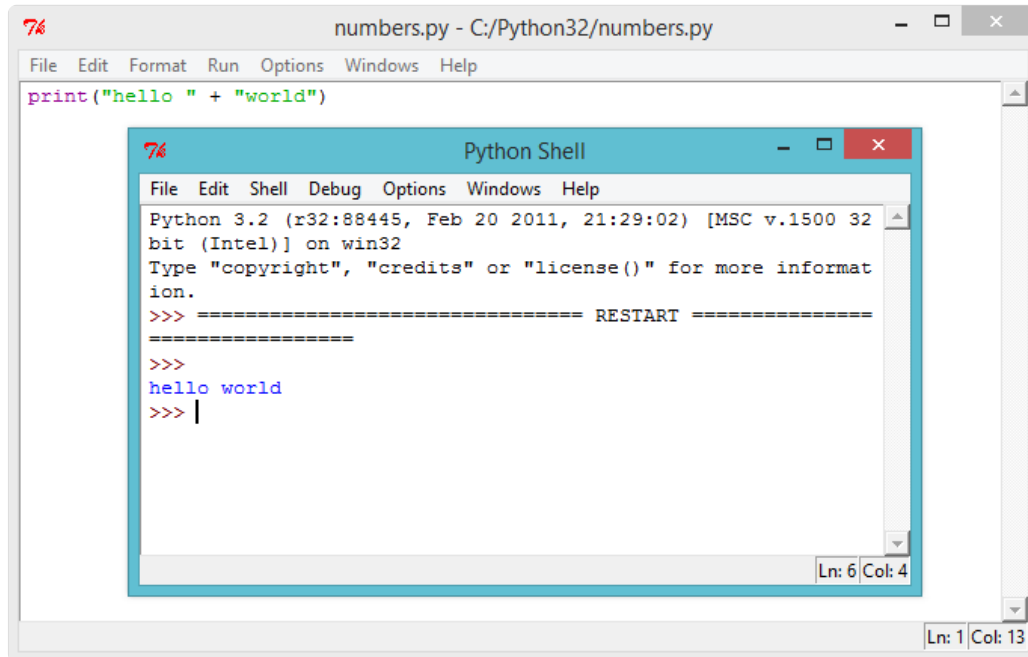 numbers.py - C:/Python32/numbers.py
File Edit Format Run Options Windows Help
print("hello " + "world")
Python Shell
File Edit Shell Debug Options Windows Help
Python 3.2 (r32:88445, Feb 20 2011, 21:29:02) [MSC v.1500 32
bit (Intel)] on win32
Type "copyright", "credits" or "license()" for more informat
ion.
>>> ================================ RESTART ===============
=================
>>>
hello world
>>>
Ln: 6 Col: 4
Ln: 1 Col: 13